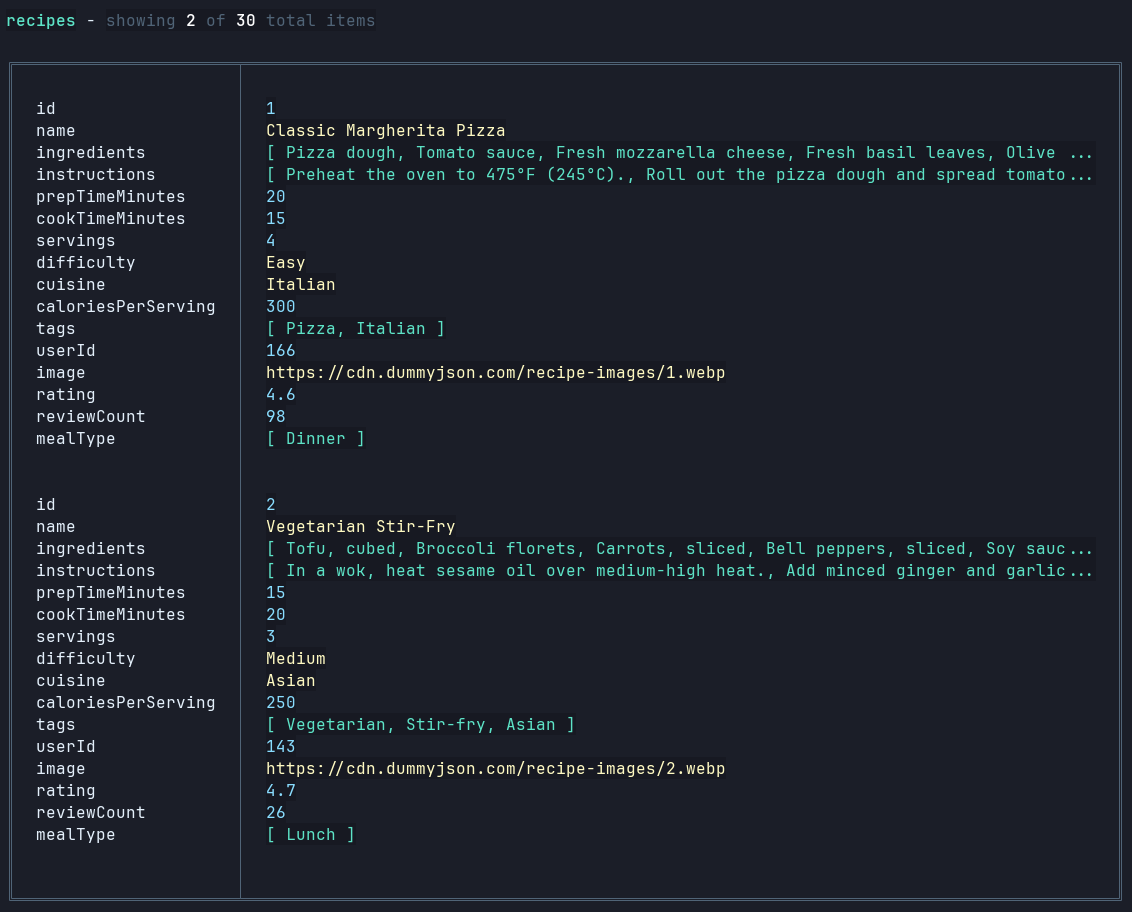 recipes - showing 2 of 30 total items
id 1
name Classic Margherita Pizza
ingredients [ Pizza dough, Tomato sauce, Fresh mozzarella cheese, Fresh basil leaves, Olive ...
instructions [ Preheat the oven to 475°F (245°C)., Roll out the pizza dough and spread tomato...
prepTimeMinutes 20
cookTimeMinutes 15
servings 4
difficulty Easy
cuisine Italian
caloriesPerServing 300
tags [ Pizza, Italian ]
userId 166
image https://cdn.dummyjson.com/recipe-images/1.webp
rating 4.6
reviewCount 98
mealType [ Dinner ]
id 2
name Vegetarian Stir-Fry
ingredients [ Tofu, cubed, Broccoli florets, Carrots, sliced, Bell peppers, sliced, Soy sauc...
instructions [ In a wok, heat sesame oil over medium-high heat., Add minced ginger and garlic...
prepTimeMinutes 15
cookTimeMinutes 20
servings 3
difficulty Medium
cuisine Asian
caloriesPerServing 250
tags [ Vegetarian, Stir-fry, Asian ]
userId 143
image https://cdn.dummyjson.com/recipe-images/2.webp
rating 4.7
reviewCount 26
mealType [ Lunch ]